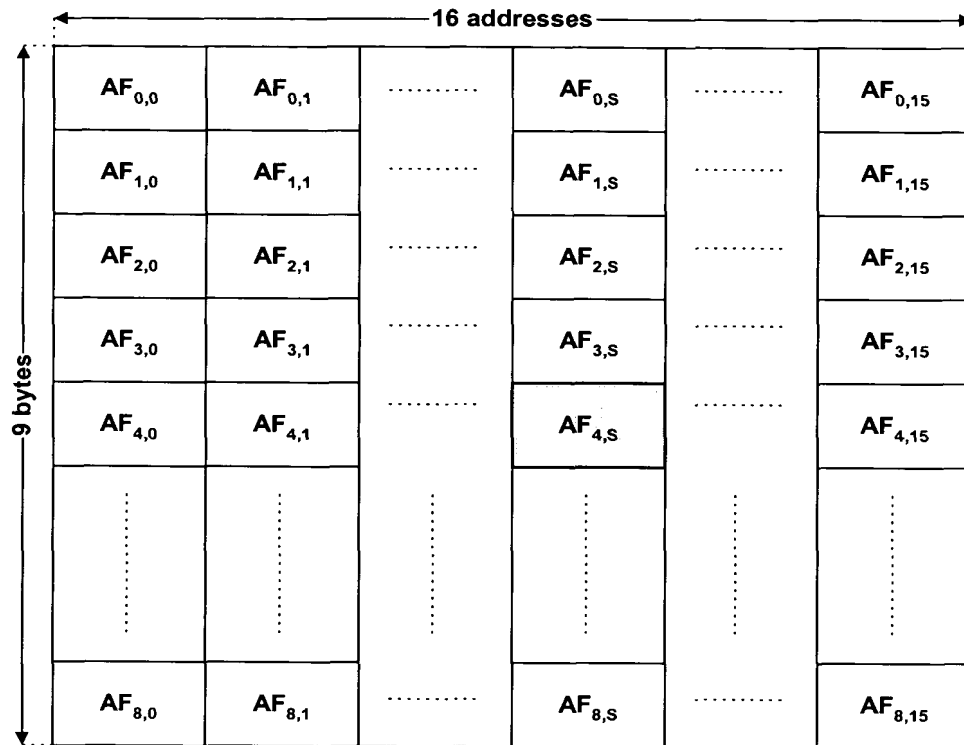 16 addresses
9 bytes
AF0,0 AF0,1 ........... AF0,S ........... AF0,15
AF1,0 AF1,1 ........... AF1,S ........... AF1,15
AF2,0 AF2,1 ........... AF2,S ........... AF2,15
AF3,0 AF3,1 ........... AF3,S ........... AF3,15
AF4,0 AF4,1 ........... AF4,S ........... AF4,15
AF8,0 AF8,1 ........... AF8,S ........... AF8,15